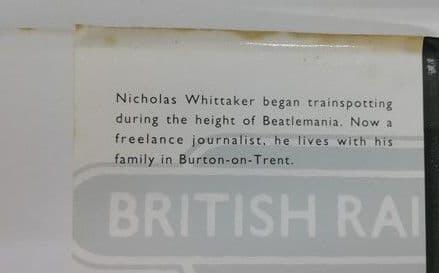 Nicholas Whittaker began trainspotting
during the height of Beatlemania. Now a
freelance journalist, he lives with his
family in Burton-on-Trent.
BRITISH RAI